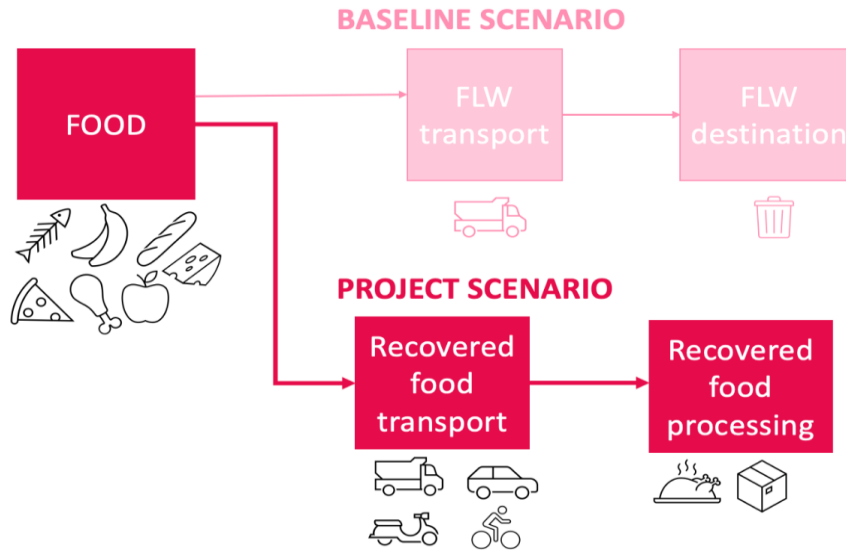 BASELINE SCENARIO
FOOD
FLW
transport
FLW
destination
PROJECT SCENARIO
Recovered
food
transport
Recovered
food
processing